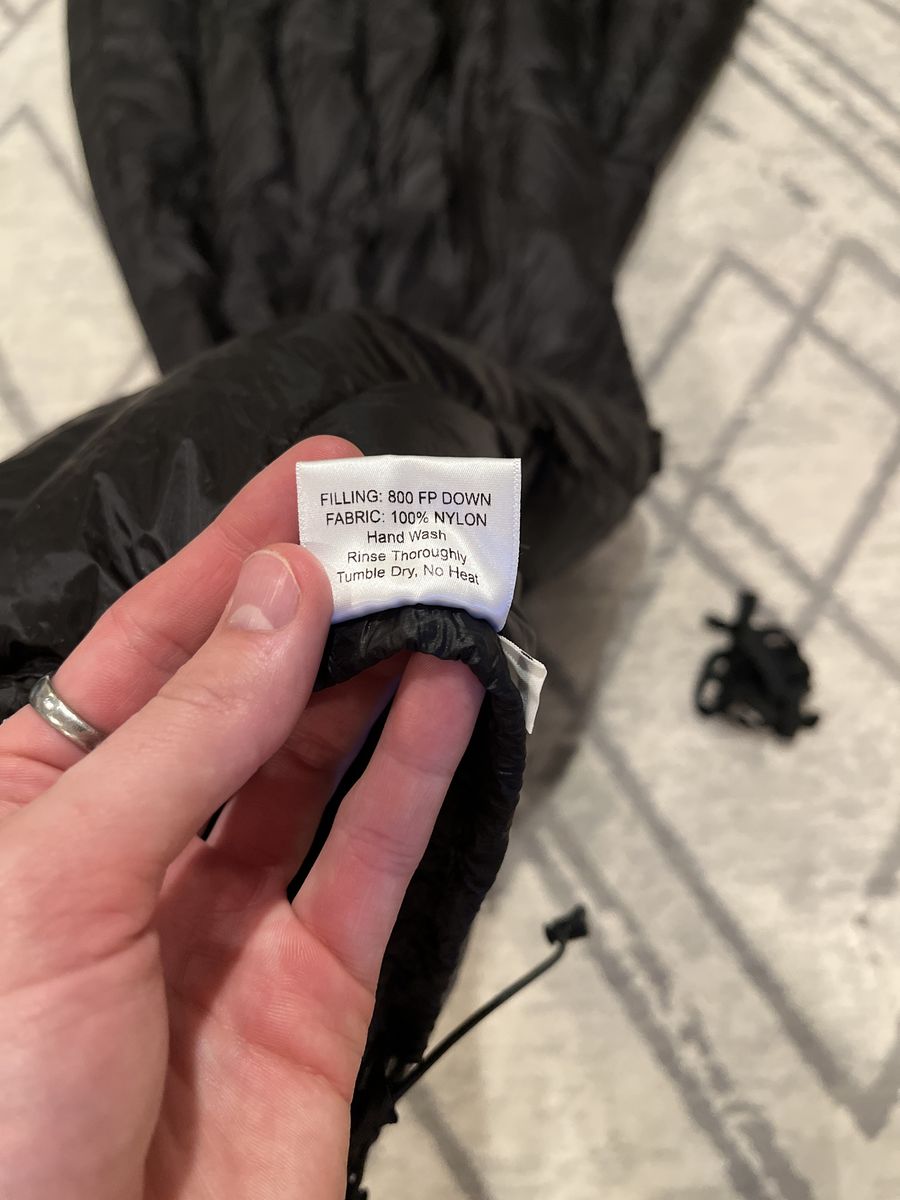 FILLING: 800 FP DOWN
FABRIC: 100% NYLON
Hand Wash
Rinse Thoroughly
Tumble Dry, No Heat